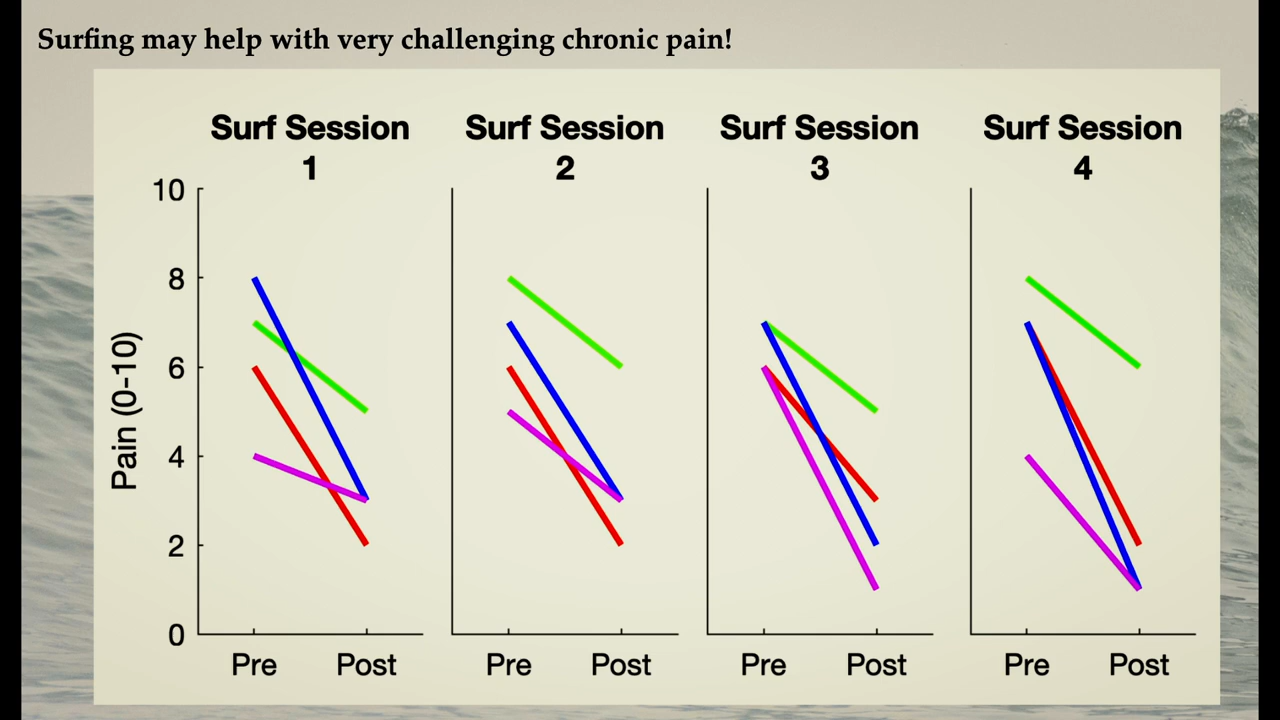 Surfing may help with very challenging chronic pain!
Surf Session
1
Surf Session
2
Surf Session
3
Surf Session
4
10
8
6
4
2
0
Pain (0-10)
Pre
Post
Pre
Post
Pre
Post
Pre
Post